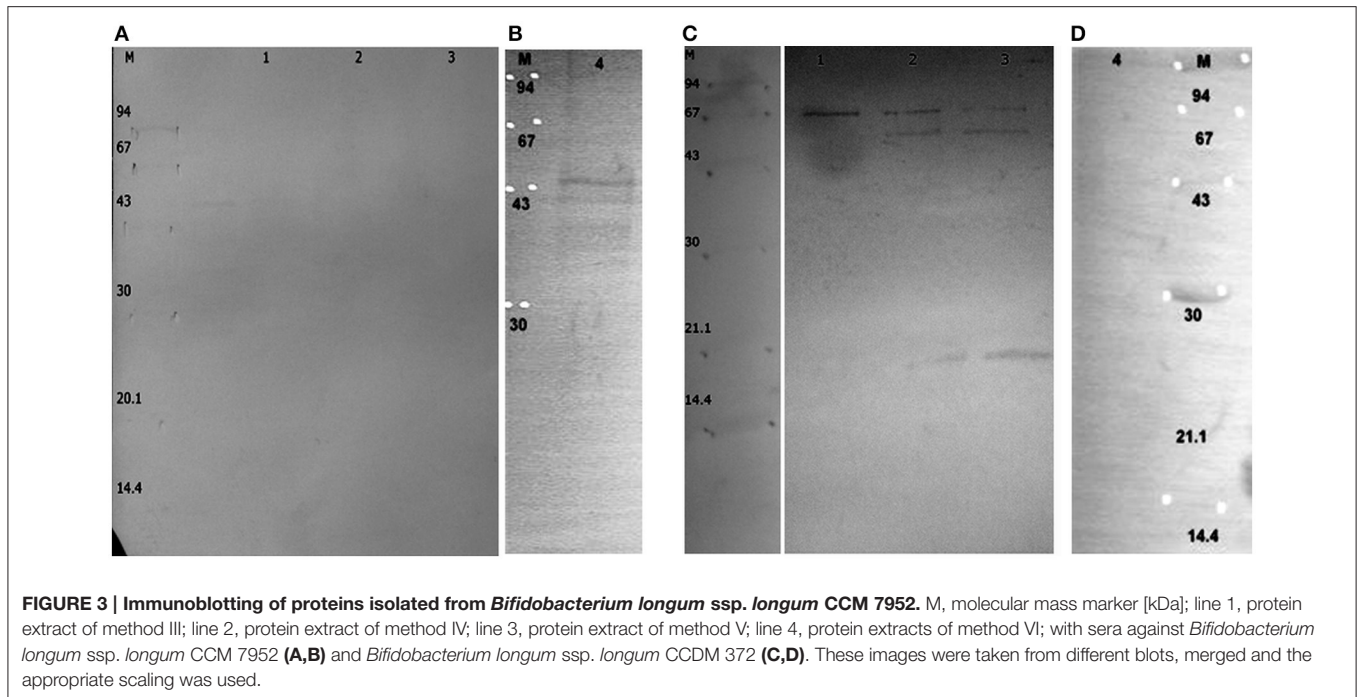 A
B
C
D
M 1 2 3
94
67
43
30
20.1
14.4
M 4
94
67
43
30
M
94
67
43
30
21.1
14.4
1 2 3
4 M
94
67
43
30
21.1
14.4
FIGURE 3 | Immunoblotting of proteins isolated from Bifidobacterium longum ssp. longum CCM 7952. M, molecular mass marker [kDa]; line 1, protein
extract of method III; line 2, protein extract of method IV; line 3, protein extract of method V; line 4, protein extracts of method VI; with sera against Bifidobacterium
longum ssp. longum CCM 7952 (A,B) and Bifidobacterium longum ssp. longum CCDM 372 (C,D). These images were taken from different blots, merged and the
appropriate scaling was used.